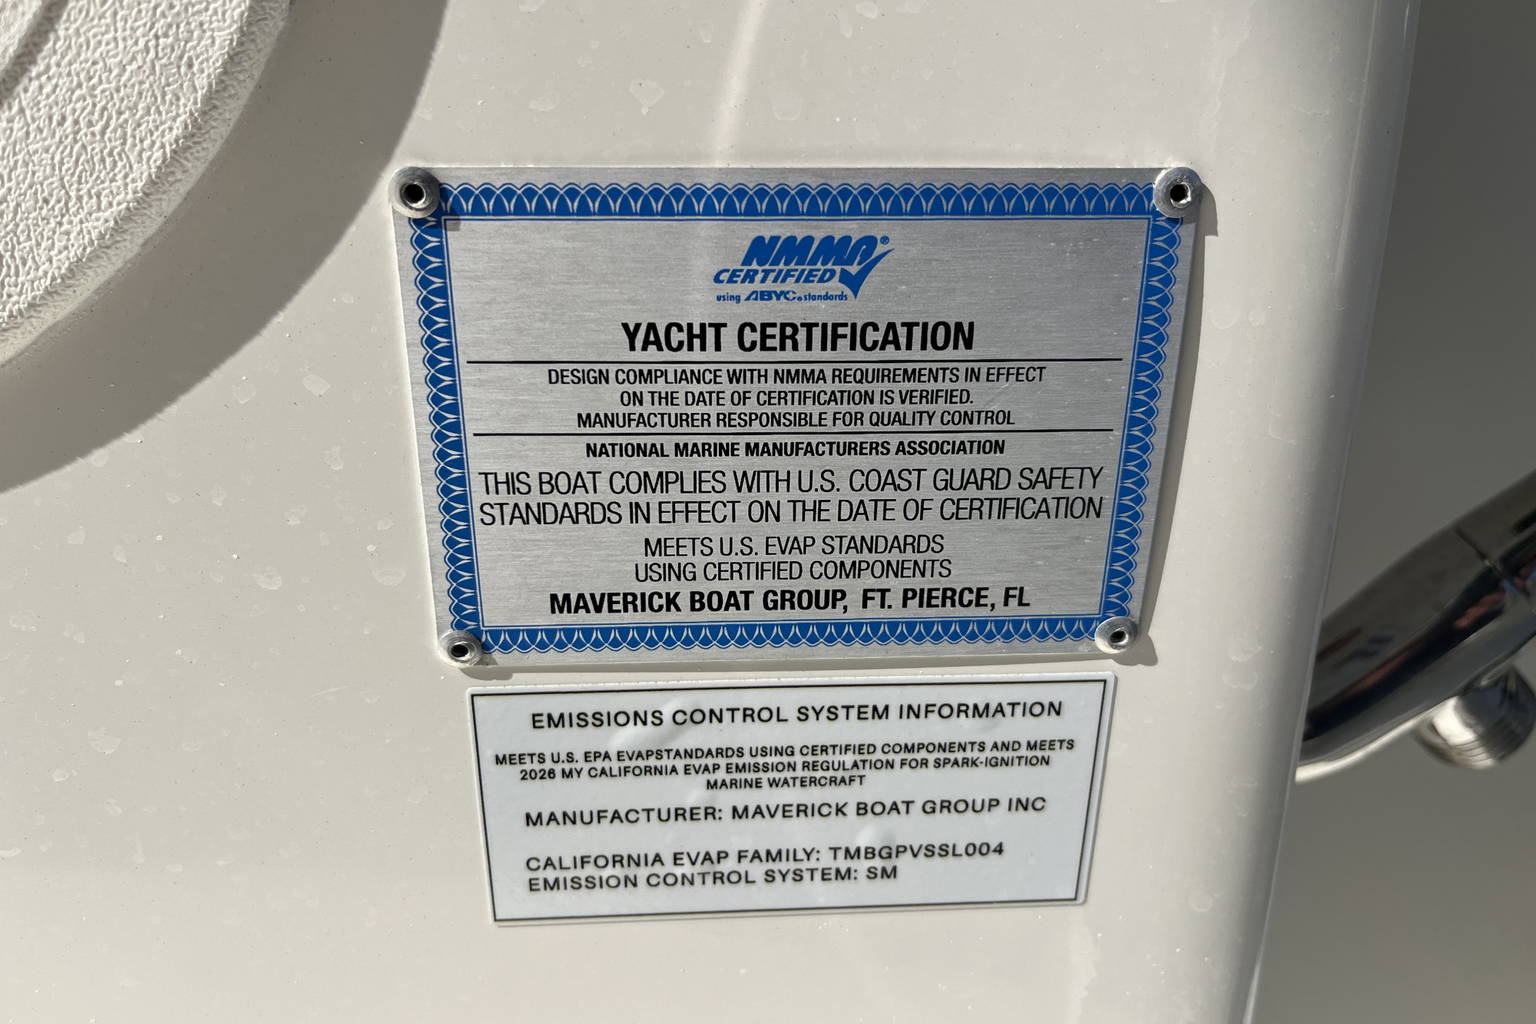 NMMA®
CERTIFIED
using ABYC® standards
YACHT CERTIFICATION
DESIGN COMPLIANCE WITH NMMA REQUIREMENTS IN EFFECT
ON THE DATE OF CERTIFICATION IS VERIFIED.
MANUFACTURER RESPONSIBLE FOR QUALITY CONTROL
NATIONAL MARINE MANUFACTURERS ASSOCIATION
THIS BOAT COMPLIES WITH U.S. COAST GUARD SAFETY
STANDARDS IN EFFECT ON THE DATE OF CERTIFICATION
MEETS U.S. EVAP STANDARDS
USING CERTIFIED COMPONENTS
MAVERICK BOAT GROUP, FT. PIERCE, FL
EMISSIONS CONTROL SYSTEM INFORMATION
MEETS U.S. EPA EVAPSTANDARDS USING CERTIFIED COMPONENTS AND MEETS
2026 MY CALIFORNIA EVAP EMISSION REGULATION FOR SPARK-IGNITION
MARINE WATERCRAFT
MANUFACTURER: MAVERICK BOAT GROUP INC
CALIFORNIA EVAP FAMILY: TMBGPVSSL004
EMISSION CONTROL SYSTEM: SM